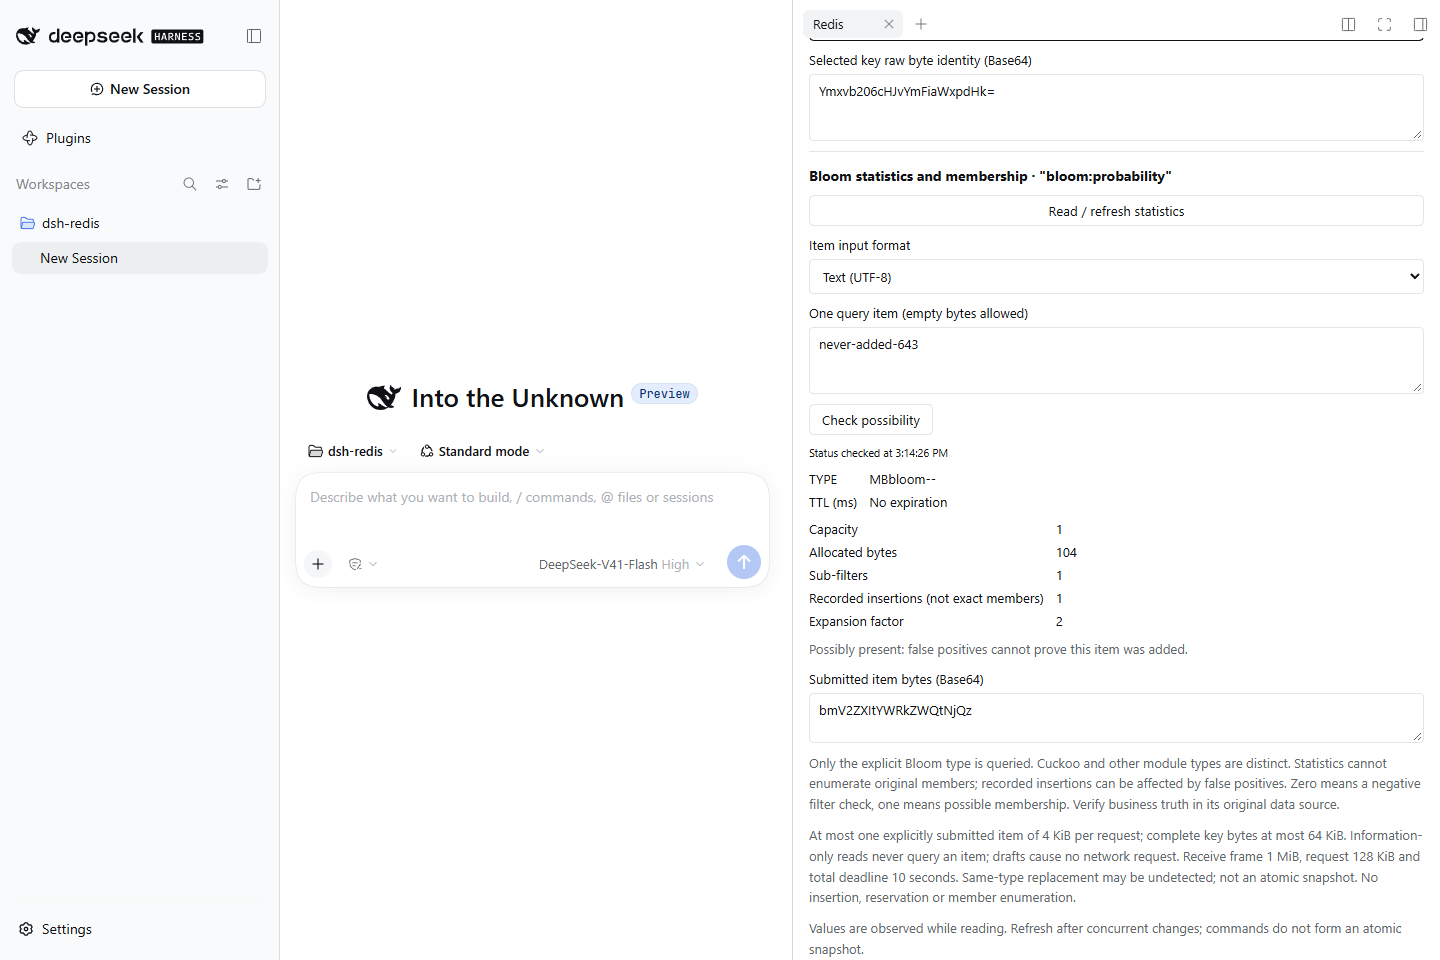 deepseek HARNESS
New Session
Plugins
Workspaces
dsh-redis
New Session
Settings
Into the Unknown
Preview
dsh-redis
Standard mode
Describe what you want to build, / commands, @ files or sessions
DeepSeek-V41-Flash High
Redis
Selected key raw byte identity (Base64)
Ymxvb206cHJvYmFiaWxpdHk=
Bloom statistics and membership · "bloom:probability"
Read / refresh statistics
Item input format
Text (UTF-8)
One query item (empty bytes allowed)
never-added-643
Check possibility
Status checked at 3:14:26 PM
TYPE MBbloom--
TTL (ms) No expiration
Capacity 1
Allocated bytes 104
Sub-filters 1
Recorded insertions (not exact members) 1
Expansion factor 2
Possibly present: false positives cannot prove this item was added.
Submitted item bytes (Base64)
bmV2ZXItYWRkZWQtNjQz
Only the explicit Bloom type is queried. Cuckoo and other module types are distinct. Statistics cannot
enumerate original members; recorded insertions can be affected by false positives. Zero means a negative
filter check, one means possible membership. Verify business truth in its original data source.
At most one explicitly submitted item of 4 KiB per request; complete key bytes at most 64 KiB. Information-
only reads never query an item; drafts cause no network request. Receive frame 1 MiB, request 128 KiB and
total deadline 10 seconds. Same-type replacement may be undetected; not an atomic snapshot. No
insertion, reservation or member enumeration.
Values are observed while reading. Refresh after concurrent changes; commands do not form an atomic
snapshot.